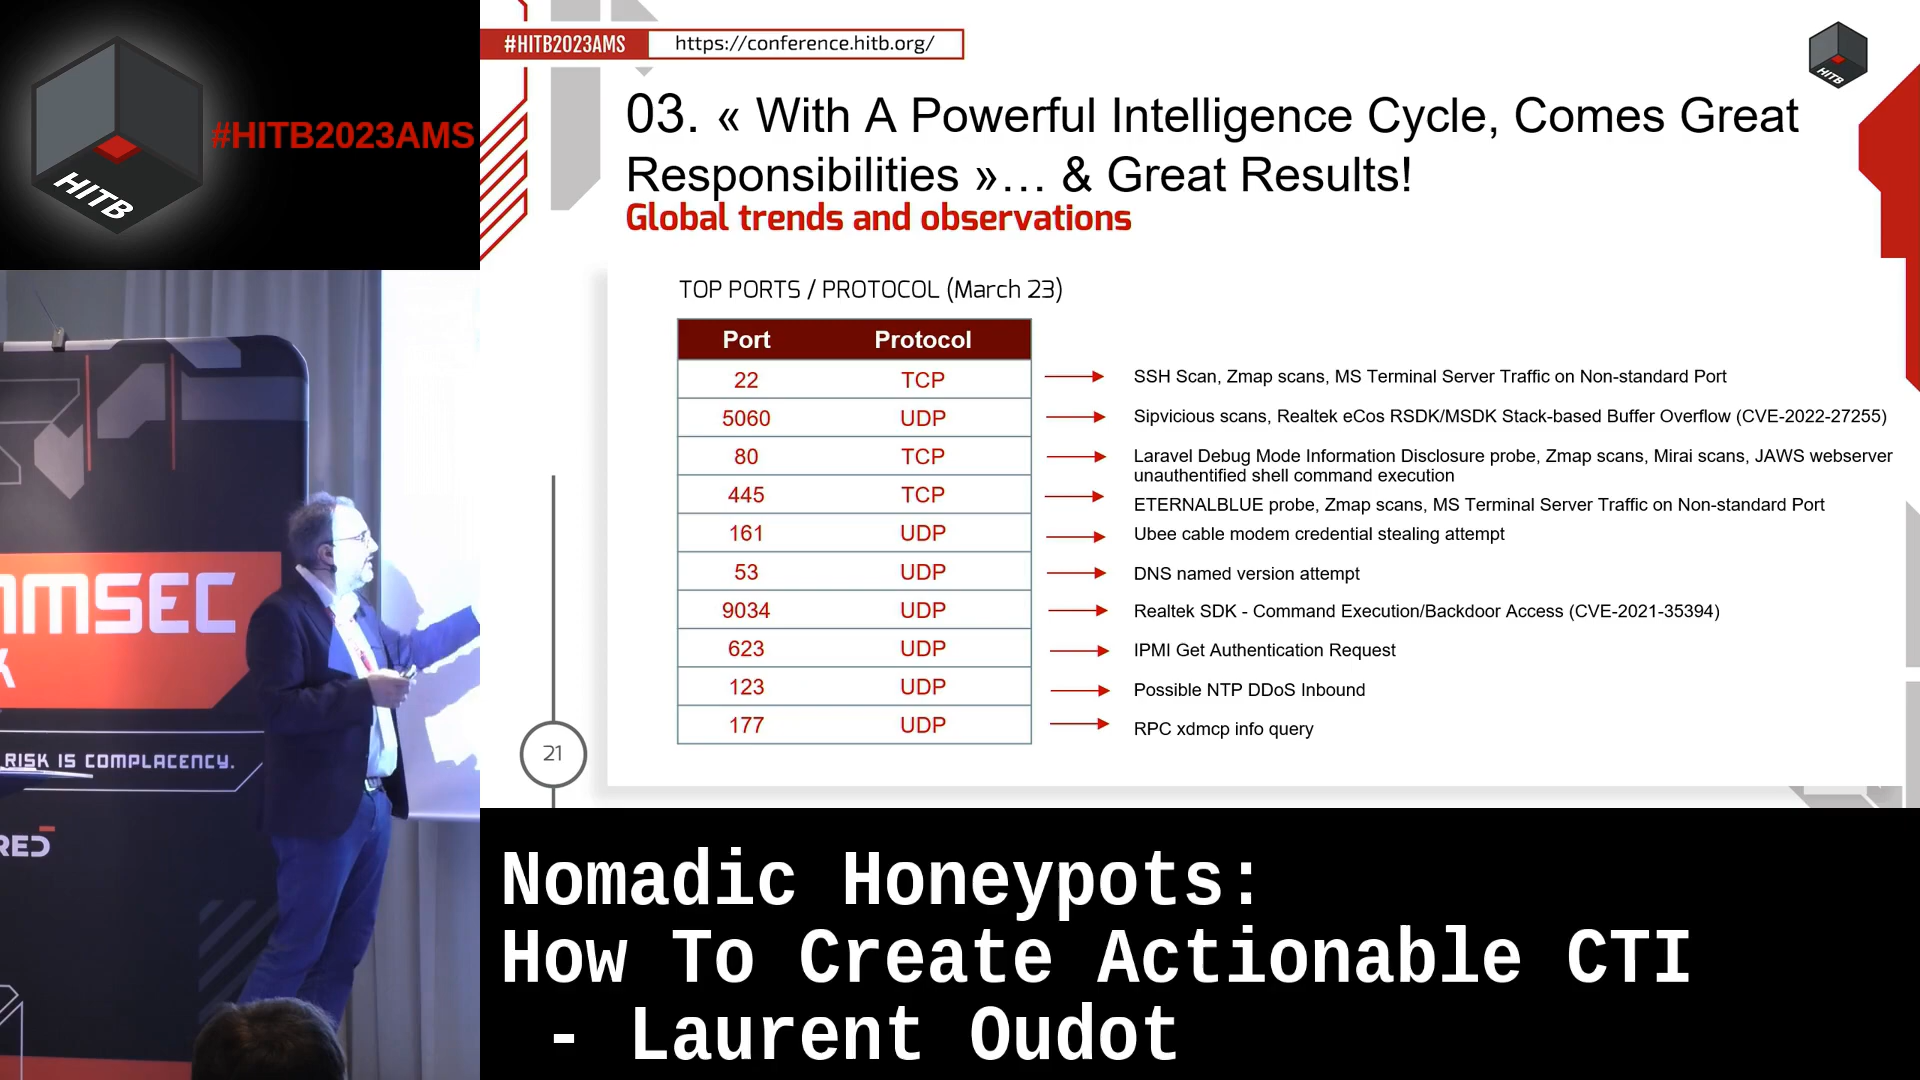 HITB
#HITB2023AMS
#HITB2023AMS
https://conference.hitb.org/
HITB
03. « With A Powerful Intelligence Cycle, Comes Great
Responsibilities »… & Great Results!
Global trends and observations
TOP PORTS / PROTOCOL (March 23)
Port Protocol
22 TCP SSH Scan, Zmap scans, MS Terminal Server Traffic on Non-standard Port
5060 UDP Sipvicious scans, Realtek eCos RSDK/MSDK Stack-based Buffer Overflow (CVE-2022-27255)
80 TCP Laravel Debug Mode Information Disclosure probe, Zmap scans, Mirai scans, JAWS webserver
unauthentified shell command execution
445 TCP ETERNALBLUE probe, Zmap scans, MS Terminal Server Traffic on Non-standard Port
161 UDP Ubee cable modem credential stealing attempt
53 UDP DNS named version attempt
9034 UDP Realtek SDK - Command Execution/Backdoor Access (CVE-2021-35394)
623 UDP IPMI Get Authentication Request
123 UDP Possible NTP DDoS Inbound
177 UDP RPC xdmcp info query
21
MSEC
RISK IS COMPLACENCY.
RED
Nomadic Honeypots:
How To Create Actionable CTI
- Laurent Oudot